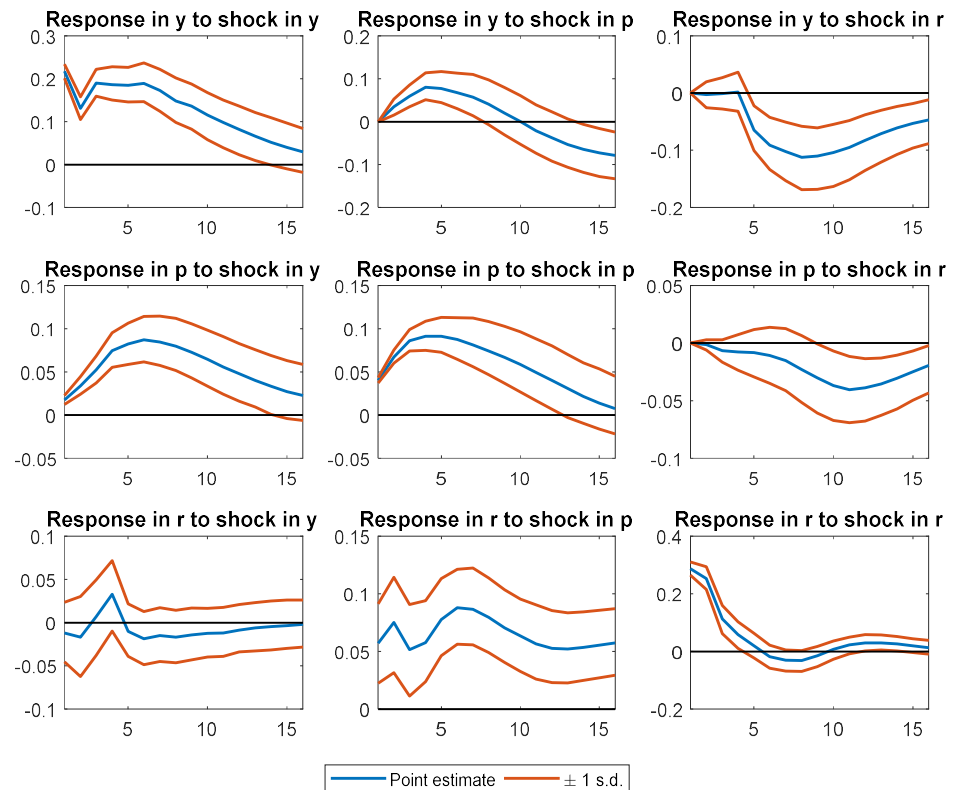 Response in y to shock in y
0.3
0.2
0.1
0
-0.1
5 10 15
Response in y to shock in p
0.2
0.1
0
-0.1
-0.2
5 10 15
Response in y to shock in r
0.1
0
-0.1
-0.2
5 10 15
Response in p to shock in y
0.15
0.1
0.05
0
-0.05
5 10 15
Response in p to shock in p
0.15
0.1
0.05
0
-0.05
5 10 15
Response in p to shock in r
0.05
0
-0.05
-0.1
5 10 15
Response in r to shock in y
0.1
0.05
0
-0.05
-0.1
5 10 15
Response in r to shock in p
0.15
0.1
0.05
0
5 10 15
Response in r to shock in r
0.4
0.2
0
-0.2
5 10 15
Point estimate ± 1 s.d.